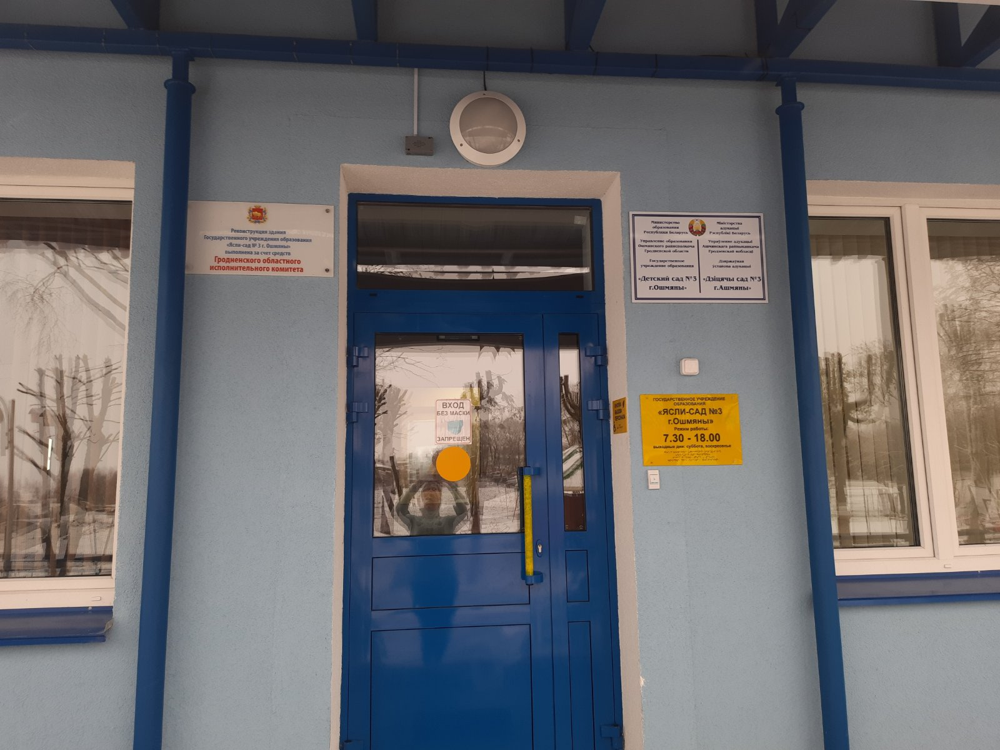 Реконструкция здания
Государственного учреждения образования
«Ясли-сад № 3 г. Ошмяны»
выполнена за счет средств
Гродненского областного
исполнительного комитета
Министерство
образования
Республики Беларусь
Управление образования
Ошмянского райисполкома
Гродненской области
Государственное
учреждение образования
«Детский сад №3
г.Ошмяны»
Міністэрства
адукацыі
Рэспублікі Беларусь
Упраўленне адукацыі
Ашмянскага райвыканкама
Гродзенскай вобласці
Дзяржаўная
ўстанова адукацыі
«Дзіцячы сад №3
г.Ашмяны»
ВХОД
БЕЗ МАСКИ
ЗАПРЕЩЕН
КНОПКА
ВЫЗОВА
ПЕРСОНАЛА
ГОСУДАРСТВЕННОЕ УЧРЕЖДЕНИЕ
ОБРАЗОВАНИЯ
«ЯСЛИ-САД №3
г.Ошмяны»
Режим работы:
7.30 - 18.00
выходные дни: суббота, воскресенье